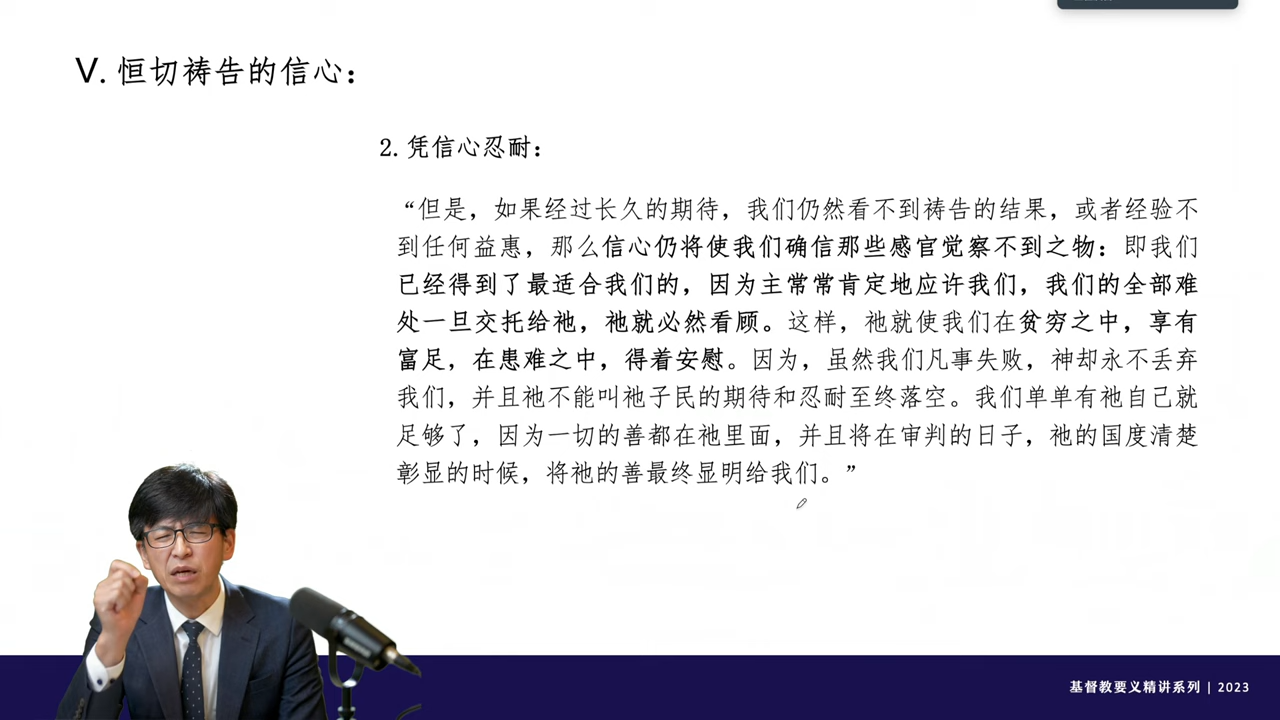 V. 恒切祷告的信心：
2. 凭信心忍耐：
“但是，如果经过长久的期待，我们仍然看不到祷告的结果，或者经验不
到任何益惠，那么信心仍将使我们确信那些感官觉察不到之物：即我们
已经得到了最适合我们的，因为主常常肯定地应许我们，我们的全部难
处一旦交托给祂，祂就必然看顾。这样，祂就使我们在贫穷之中，享有
富足，在患难之中，得着安慰。因为，虽然我们凡事失败，神却永不丢弃
我们，并且祂不能叫祂子民的期待和忍耐至终落空。我们单单有祂自己就
足够了，因为一切的善都在祂里面，并且将在审判的日子，祂的国度清楚
彰显的时候，将祂的善最终显明给我们。”
基督教要义精讲系列 | 2023